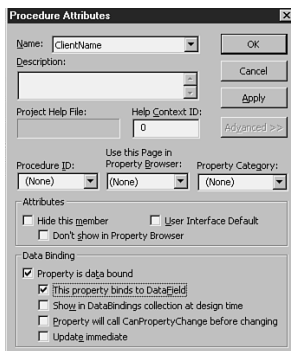 Procedure Attributes
Name: ClientName
OK
Description:
Cancel
Apply
Project Help File:
Help Context ID:
0
Advanced >>
Procedure ID:
Use this Page in
Property Browser:
Property Category:
(None)
(None)
(None)
Attributes
Hide this member
User Interface Default
Don't show in Property Browser
Data Binding
Property is data bound
This property binds to DataField
Show in DataBindings collection at design time
Property will call CanPropertyChange before changing
Update immediate